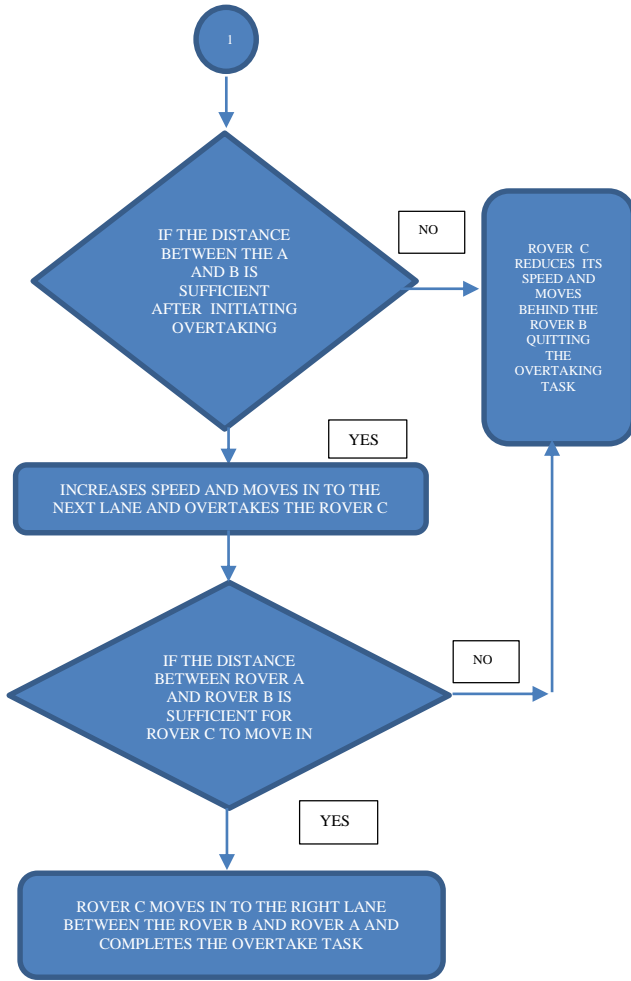 1
IF THE DISTANCE
BETWEEN THE A
AND B IS
SUFFICIENT
AFTER INITIATING
OVERTAKING
NO
ROVER C
REDUCES ITS
SPEED AND
MOVES
BEHIND THE
ROVER B
QUITTING
THE
OVERTAKING
TASK
YES
INCREASES SPEED AND MOVES IN TO THE
NEXT LANE AND OVERTAKES THE ROVER C
IF THE DISTANCE
BETWEEN ROVER A
AND ROVER B IS
SUFFICIENT FOR
ROVER C TO MOVE IN
NO
YES
ROVER C MOVES IN TO THE RIGHT LANE
BETWEEN THE ROVER B AND ROVER A AND
COMPLETES THE OVERTAKE TASK